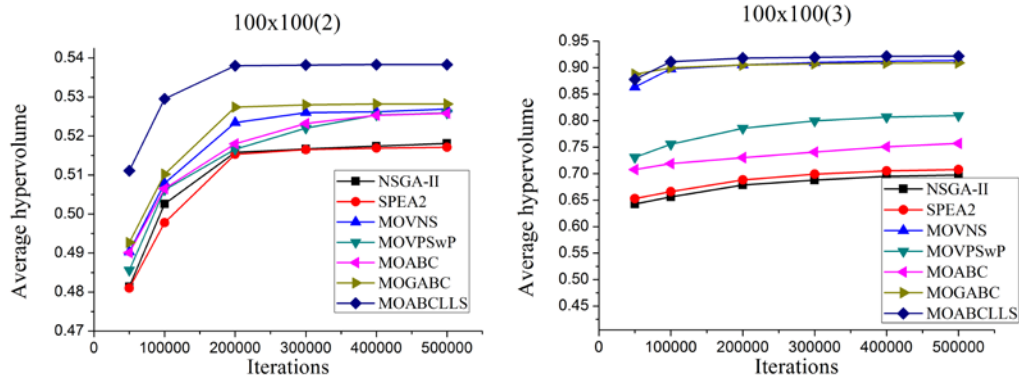 100x100(2)
Average hypervolume
0.54
0.53
0.52
0.51
0.50
0.49
0.48
0.47
0
100000
200000
300000
400000
500000
Iterations
NSGA-II
SPEA2
MOVNS
MOVPSwP
MOABC
MOGABC
MOABCLLS
100x100(3)
Average hypervolume
0.95
0.90
0.85
0.80
0.75
0.70
0.65
0.60
0.55
0.50
0.45
0
100000
200000
300000
400000
500000
Iterations
NSGA-II
SPEA2
MOVNS
MOVPSwP
MOABC
MOGABC
MOABCLLS